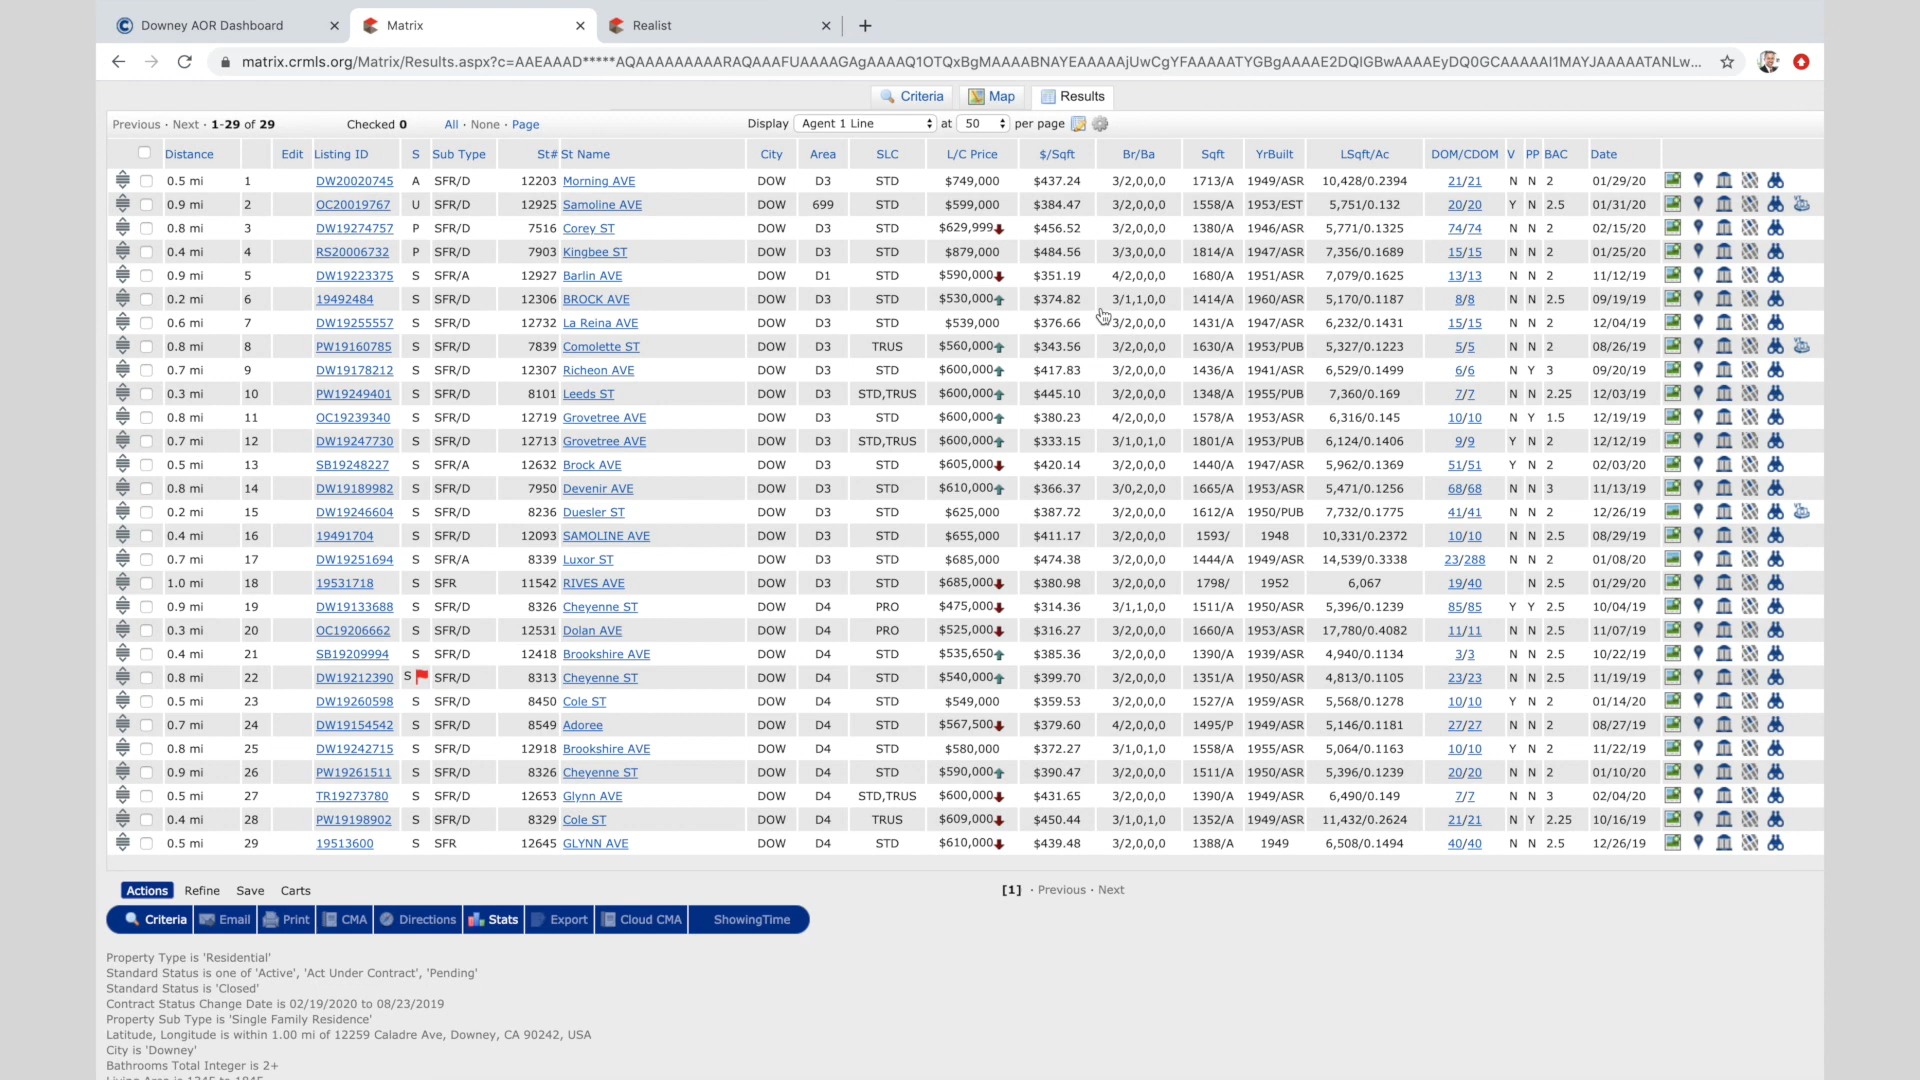 Downey AOR Dashboard
Matrix
Realist
matrix.crmls.org/Matrix/Results.aspx?c=AAEAAAD*****AQAAAAAAAAARAQAAAFUAAAAGAgAAAAQ1OTQxBgMAAAABNAYEAAAAAjUwCgYFAAAAATYGBgAAAAE2DQIGBwAAAAEyDQ0GCAAAAAI1MAYJAAAAATANLw...
Criteria Map Results
Previous · Next · 1-29 of 29 Checked 0 All · None · Page Display Agent 1 Line at 50 per page
Distance Edit Listing ID S Sub Type St# St Name City Area SLC L/C Price $/Sqft Br/Ba Sqft YrBuilt LSqft/Ac DOM/CDOM V PP BAC Date
0.5 mi 1 DW20020745 A SFR/D 12203 Morning AVE DOW D3 STD $749,000 $437.24 3/2,0,0,0 1713/A 1949/ASR 10,428/0.2394 21/21 N N 2 01/29/20
0.9 mi 2 OC20019767 U SFR/D 12925 Samoline AVE DOW 699 STD $599,000 $384.47 3/2,0,0,0 1558/A 1953/EST 5,751/0.132 20/20 Y N 2.5 01/31/20
0.8 mi 3 DW19274757 P SFR/D 7516 Corey ST DOW D3 STD $629,999 $456.52 3/2,0,0,0 1380/A 1946/ASR 5,771/0.1325 74/74 N N 2 02/15/20
0.4 mi 4 RS20006732 P SFR/D 7903 Kingbee ST DOW D3 STD $879,000 $484.56 3/3,0,0,0 1814/A 1947/ASR 7,356/0.1689 15/15 N N 2 01/25/20
0.9 mi 5 DW19223375 S SFR/A 12927 Barlin AVE DOW D1 STD $590,000 $351.19 4/2,0,0,0 1680/A 1951/ASR 7,079/0.1625 13/13 N N 2 11/12/19
0.2 mi 6 19492484 S SFR/D 12306 BROCK AVE DOW D3 STD $530,000 $374.82 3/1,1,0,0 1414/A 1960/ASR 5,170/0.1187 8/8 N N 2.5 09/19/19
0.6 mi 7 DW19255557 S SFR/D 12732 La Reina AVE DOW D3 STD $539,000 $376.66 3/2,0,0,0 1431/A 1947/ASR 6,232/0.1431 15/15 N N 2 12/04/19
0.8 mi 8 PW19160785 S SFR/D 7839 Comolette ST DOW D3 TRUS $560,000 $343.56 3/2,0,0,0 1630/A 1953/PUB 5,327/0.1223 5/5 N N 2 08/26/19
0.7 mi 9 DW19178212 S SFR/D 12307 Richeon AVE DOW D3 STD $600,000 $417.83 3/2,0,0,0 1436/A 1941/ASR 6,529/0.1499 6/6 N Y 3 09/20/19
0.3 mi 10 PW19249401 S SFR/D 8101 Leeds ST DOW D3 STD,TRUS $600,000 $445.10 3/2,0,0,0 1348/A 1955/PUB 7,360/0.169 7/7 N N 2.25 12/03/19
0.8 mi 11 OC19239340 S SFR/D 12719 Grovetree AVE DOW D3 STD $600,000 $380.23 4/2,0,0,0 1578/A 1953/ASR 6,316/0.145 10/10 N Y 1.5 12/19/19
0.7 mi 12 DW19247730 S SFR/D 12713 Grovetree AVE DOW D3 STD,TRUS $600,000 $333.15 3/1,0,1,0 1801/A 1953/PUB 6,124/0.1406 9/9 Y N 2 12/12/19
0.5 mi 13 SB19248227 S SFR/A 12632 Brock AVE DOW D3 STD $605,000 $420.14 3/2,0,0,0 1440/A 1947/ASR 5,962/0.1369 51/51 Y N 2 02/03/20
0.8 mi 14 DW19189982 S SFR/D 7950 Devenir AVE DOW D3 STD $610,000 $366.37 3/0,2,0,0 1665/A 1953/ASR 5,471/0.1256 68/68 N N 3 11/13/19
0.2 mi 15 DW19246604 S SFR/D 8236 Duesler ST DOW D3 STD $625,000 $387.72 3/2,0,0,0 1612/A 1950/PUB 7,732/0.1775 41/41 N N 2 12/26/19
0.4 mi 16 19491704 S SFR/D 12093 SAMOLINE AVE DOW D3 STD $655,000 $411.17 3/2,0,0,0 1593/ 1948 10,331/0.2372 10/10 N N 2.5 08/29/19
0.7 mi 17 DW19251694 S SFR/A 8339 Luxor ST DOW D3 STD $685,000 $474.38 3/2,0,0,0 1444/A 1949/ASR 14,539/0.3338 23/288 N N 2 01/08/20
1.0 mi 18 19531718 S SFR 11542 RIVES AVE DOW D3 STD $685,000 $380.98 3/2,0,0,0 1798/ 1952 6,067 19/40 N 2.5 01/29/20
0.9 mi 19 DW19133688 S SFR/D 8326 Cheyenne ST DOW D4 PRO $475,000 $314.36 3/1,1,0,0 1511/A 1950/ASR 5,396/0.1239 85/85 Y Y 2.5 10/04/19
0.3 mi 20 OC19206662 S SFR/D 12531 Dolan AVE DOW D4 PRO $525,000 $316.27 3/2,0,0,0 1660/A 1953/ASR 17,780/0.4082 11/11 N N 2.5 11/07/19
0.4 mi 21 SB19209994 S SFR/D 12418 Brookshire AVE DOW D4 STD $535,650 $385.36 3/2,0,0,0 1390/A 1939/ASR 4,940/0.1134 3/3 N N 2.5 10/22/19
0.8 mi 22 DW19212390 S SFR/D 8313 Cheyenne ST DOW D4 STD $540,000 $399.70 3/2,0,0,0 1351/A 1950/ASR 4,813/0.1105 23/23 N N 2.5 11/19/19
0.5 mi 23 DW19260598 S SFR/D 8450 Cole ST DOW D4 STD $549,000 $359.53 3/2,0,0,0 1527/A 1959/ASR 5,568/0.1278 10/10 Y N 2 01/14/20
0.7 mi 24 DW19154542 S SFR/D 8549 Adoree DOW D4 STD $567,500 $379.60 4/2,0,0,0 1495/P 1949/ASR 5,146/0.1181 27/27 N N 2 08/27/19
0.8 mi 25 DW19242715 S SFR/D 12918 Brookshire AVE DOW D4 STD $580,000 $372.27 3/1,0,1,0 1558/A 1955/ASR 5,064/0.1163 10/10 Y N 2 11/22/19
0.9 mi 26 PW19261511 S SFR/D 8326 Cheyenne ST DOW D4 STD $590,000 $390.47 3/2,0,0,0 1511/A 1950/ASR 5,396/0.1239 20/20 N N 2 01/10/20
0.5 mi 27 TR19273780 S SFR/D 12653 Glynn AVE DOW D4 STD,TRUS $600,000 $431.65 3/2,0,0,0 1390/A 1949/ASR 6,490/0.149 7/7 N N 3 02/04/20
0.4 mi 28 PW19198902 S SFR/D 8329 Cole ST DOW D4 TRUS $609,000 $450.44 3/1,0,1,0 1352/A 1949/ASR 11,432/0.2624 21/21 N Y 2.25 10/16/19
0.5 mi 29 19513600 S SFR 12645 GLYNN AVE DOW D4 STD $610,000 $439.48 3/2,0,0,0 1388/A 1949 6,508/0.1494 40/40 N N 2.5 12/26/19
Actions Refine Save Carts [1] · Previous · Next
Criteria Email Print CMA Directions Stats Export Cloud CMA ShowingTime
Property Type is 'Residential'
Standard Status is one of 'Active', 'Act Under Contract', 'Pending'
Standard Status is 'Closed'
Contract Status Change Date is 02/19/2020 to 08/23/2019
Property Sub Type is 'Single Family Residence'
Latitude, Longitude is within 1.00 mi of 12259 Caladre Ave, Downey, CA 90242, USA
City is 'Downey'
Bathrooms Total Integer is 2+